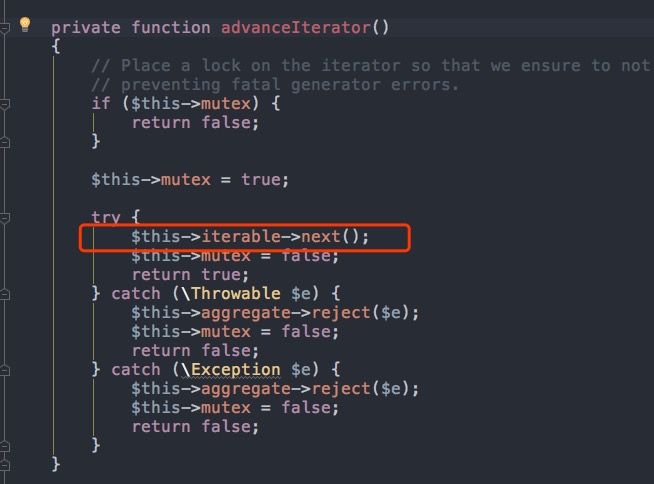 private function advanceIterator()
{
// Place a lock on the iterator so that we ensure to not
// preventing fatal generator errors.
if ($this->mutex) {
return false;
}
$this->mutex = true;
try {
$this->iterable->next();
$this->mutex = false;
return true;
} catch (\Throwable $e) {
$this->aggregate->reject($e);
$this->mutex = false;
return false;
} catch (\Exception $e) {
$this->aggregate->reject($e);
$this->mutex = false;
return false;
}
}